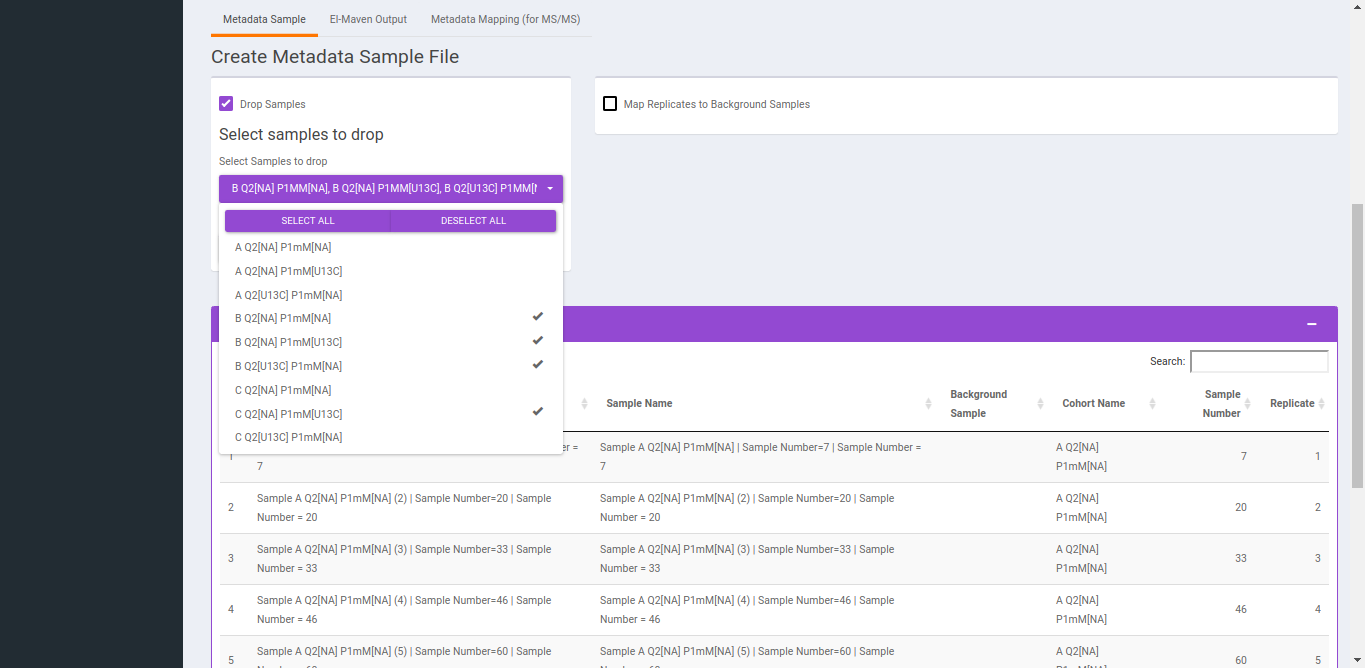 Metadata Sample
El-Maven Output
Metadata Mapping (for MS/MS)
Create Metadata Sample File
Drop Samples
Map Replicates to Background Samples
Select samples to drop
Select Samples to drop
B Q2[NA] P1MM[NA], B Q2[NA] P1MM[U13C], B Q2[U13C] P1MM[
SELECT ALL
DESELECT ALL
A Q2[NA] P1mM[NA]
A Q2[NA] P1mM[U13C]
A Q2[U13C] P1mM[NA]
B Q2[NA] P1mM[NA]
B Q2[NA] P1mM[U13C]
B Q2[U13C] P1mM[NA]
C Q2[NA] P1mM[NA]
C Q2[NA] P1mM[U13C]
C Q2[U13C] P1mM[NA]
Search:
Sample Name
Background
Sample
Cohort Name
Sample
Number
Replicate
1
er =
7
Sample A Q2[NA] P1mM[NA] | Sample Number=7 | Sample Number =
7
A Q2[NA]
P1mM[NA]
7
1
2
Sample A Q2[NA] P1mM[NA] (2) | Sample Number=20 | Sample
Number = 20
Sample A Q2[NA] P1mM[NA] (2) | Sample Number=20 | Sample
Number = 20
A Q2[NA]
P1mM[NA]
20
2
3
Sample A Q2[NA] P1mM[NA] (3) | Sample Number=33 | Sample
Number = 33
Sample A Q2[NA] P1mM[NA] (3) | Sample Number=33 | Sample
Number = 33
A Q2[NA]
P1mM[NA]
33
3
4
Sample A Q2[NA] P1mM[NA] (4) | Sample Number=46 | Sample
Number = 46
Sample A Q2[NA] P1mM[NA] (4) | Sample Number=46 | Sample
Number = 46
A Q2[NA]
P1mM[NA]
46
4
5
Sample A Q2[NA] P1mM[NA] (5) | Sample Number=60 | Sample
Sample A Q2[NA] P1mM[NA] (5) | Sample Number=60 | Sample
A Q2[NA]
60
5